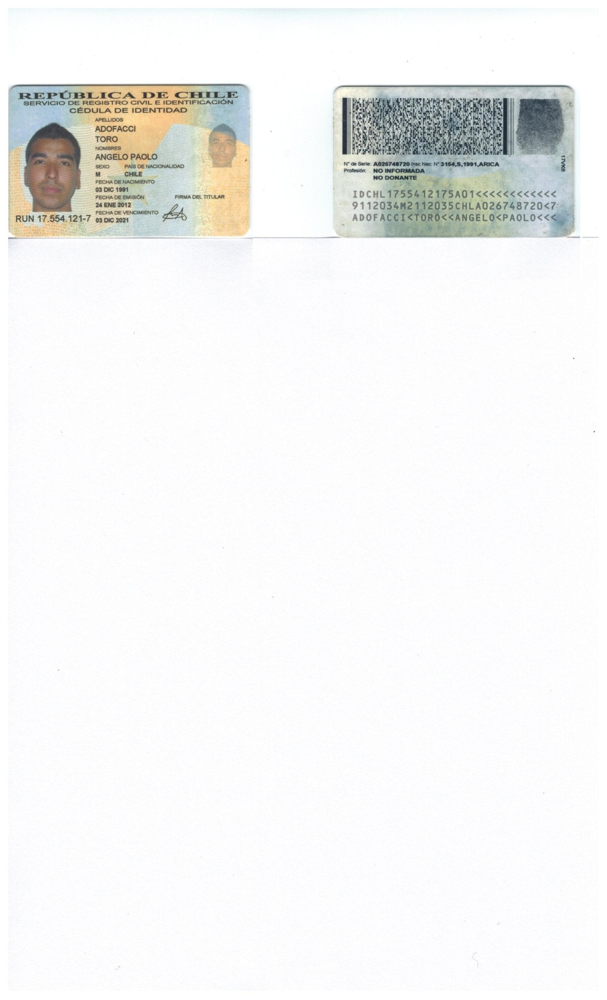 REPÚBLICA DE CHILE
SERVICIO DE REGISTRO CIVIL E IDENTIFICACIÓN
CÉDULA DE IDENTIDAD
APELLIDOS
ADOFACCI
TORO
NOMBRES
ANGELO PAOLO
SEXO PAÍS DE NACIONALIDAD
M CHILE
FECHA DE NACIMIENTO
03 DIC 1991
FECHA DE EMISIÓN FIRMA DEL TITULAR
24 ENE 2012
FECHA DE VENCIMIENTO
RUN 17.554.121-7 03 DIC 2021
17VK6
N° de Serie: A026748720 Insc Nac: N° 3154,S,1991,ARICA
Profesión: NO INFORMADA
NO DONANTE
IDCHL1755412175A01<<<<<<<<<<<<
9112034M2112035CHLA026748720<7
ADOFACCI<TORO<<ANGELO<PAOLO<<<